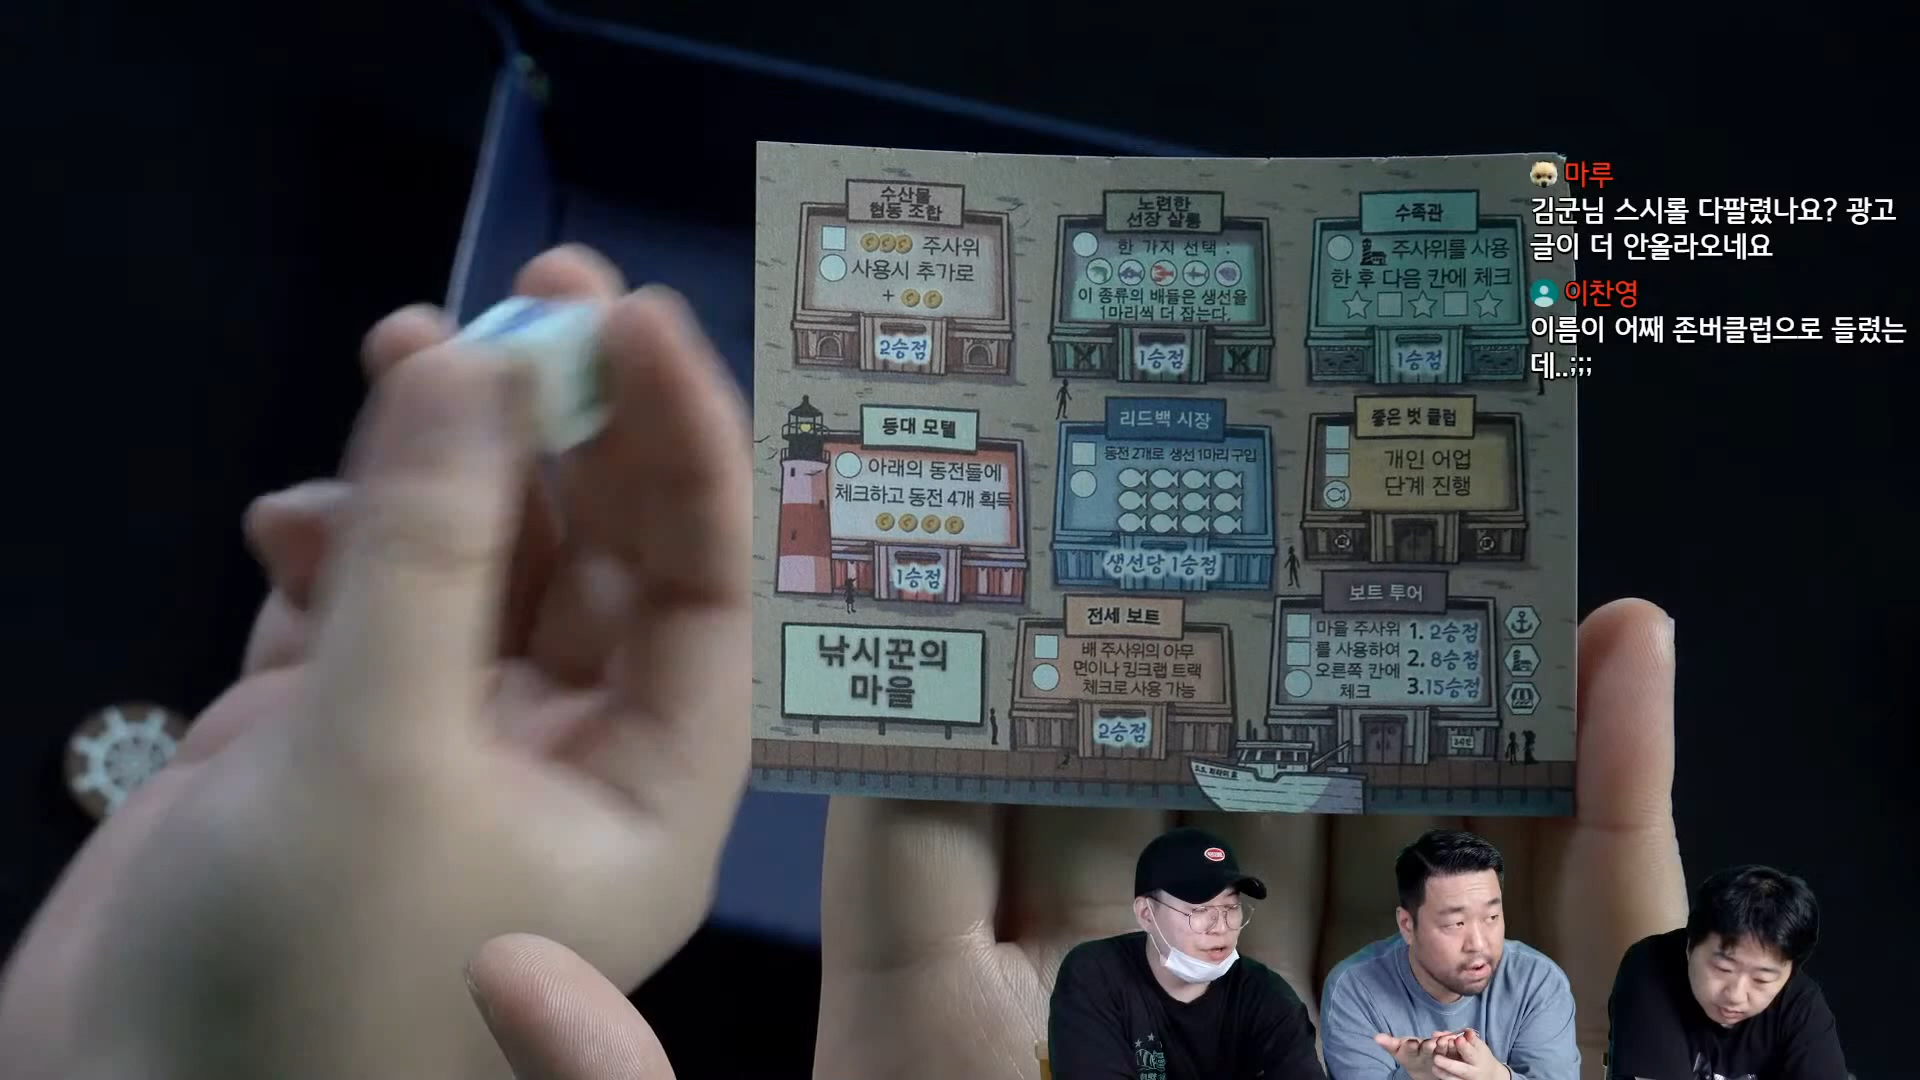 수산물
협동 조합
주사위
사용시 추가로
+
2승점
노련한
선장 살롱
한 가지 선택 :
이 종류의 배들은 생선을
1마리씩 더 잡는다.
1승점
수족관
주사위를 사용
한 후 다음 칸에 체크
1승점
등대 모텔
아래의 동전들에
체크하고 동전 4개 획득
1승점
리드백 시장
동전 2개로 생선 1마리 구입
생선당 1승점
좋은 벗 클럽
개인 어업
단계 진행
낚시꾼의
마을
전세 보트
배 주사위의 아무
면이나 킹크랩 트랙
체크로 사용 가능
2승점
보트 투어
마을 주사위
를 사용하여
오른쪽 칸에
체크
1. 2승점
2. 8승점
3.15승점
마루
김군님 스시롤 다팔렸나요? 광고
글이 더 안올라오네요
이찬영
이름이 어째 존버클럽으로 들렸는
데..;;;